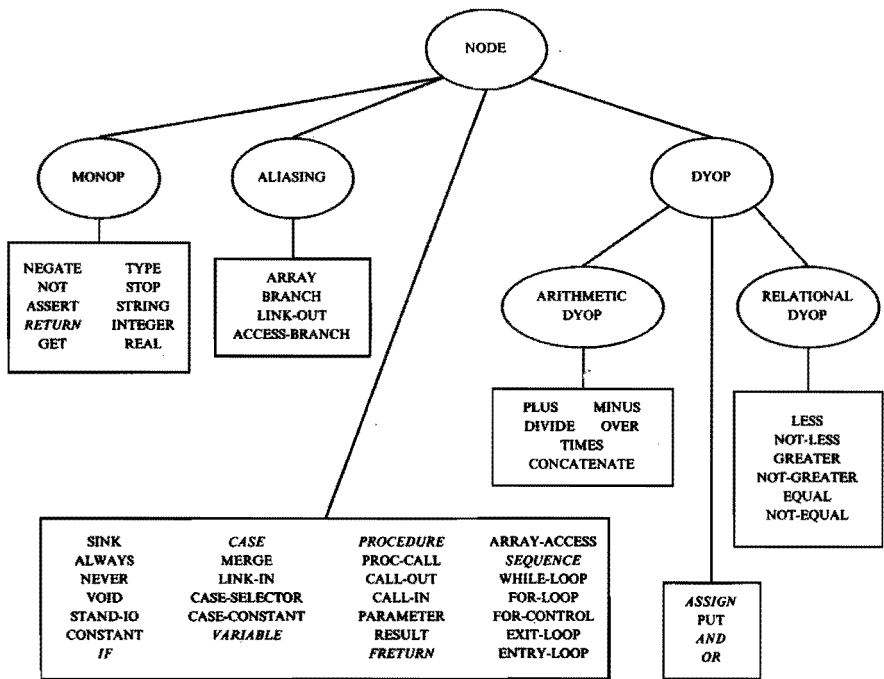 NODE
MONOP
ALIASING
DYOP
NEGATE TYPE
NOT STOP
ASSERT STRING
RETURN INTEGER
GET REAL
ARRAY
BRANCH
LINK-OUT
ACCESS-BRANCH
ARITHMETIC
DYOP
RELATIONAL
DYOP
PLUS MINUS
DIVIDE OVER
TIMES
CONCATENATE
LESS
NOT-LESS
GREATER
NOT-GREATER
EQUAL
NOT-EQUAL
SINK CASE PROCEDURE ARRAY-ACCESS
ALWAYS MERGE PROC-CALL SEQUENCE
NEVER LINK-IN CALL-OUT WHILE-LOOP
VOID CASE-SELECTOR CALL-IN FOR-LOOP
STAND-IO CASE-CONSTANT PARAMETER FOR-CONTROL
CONSTANT VARIABLE RESULT EXIT-LOOP
IF FRETURN ENTRY-LOOP
ASSIGN
PUT
AND
OR